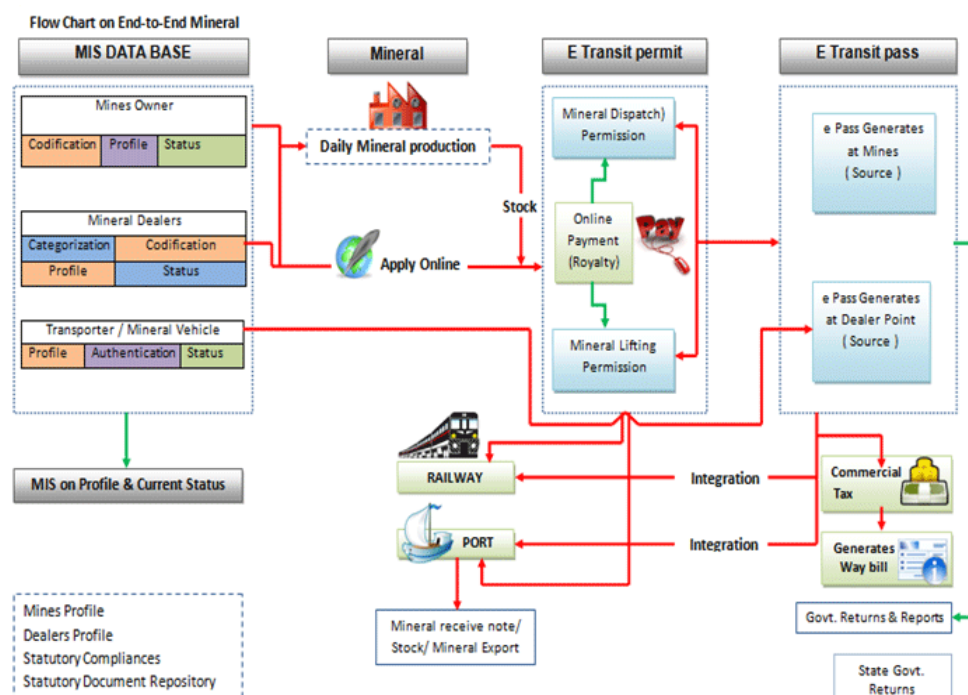 Flow Chart on End-to-End Mineral
MIS DATA BASE
Mineral
E Transit permit
E Transit pass
Mines Owner
Codification
Profile
Status
Mineral Dealers
Categorization
Codification
Profile
Status
Transporter / Mineral Vehicle
Profile
Authentication
Status
MIS on Profile & Current Status
Mines Profile
Dealers Profile
Statutory Compliances
Statutory Document Repository
Daily Mineral production
Stock
Apply Online
Mineral Dispatch)
Permission
Online
Payment
(Royalty)
Pay
Mineral Lifting
Permission
e Pass Generates
at Mines
( Source )
e Pass Generates
at Dealer Point
( Source )
RAILWAY
Integration
PORT
Integration
Mineral receive note/
Stock/ Mineral Export
Commercial
Tax
Generates
Way bill
Govt. Returns & Reports
State Govt.
Returns